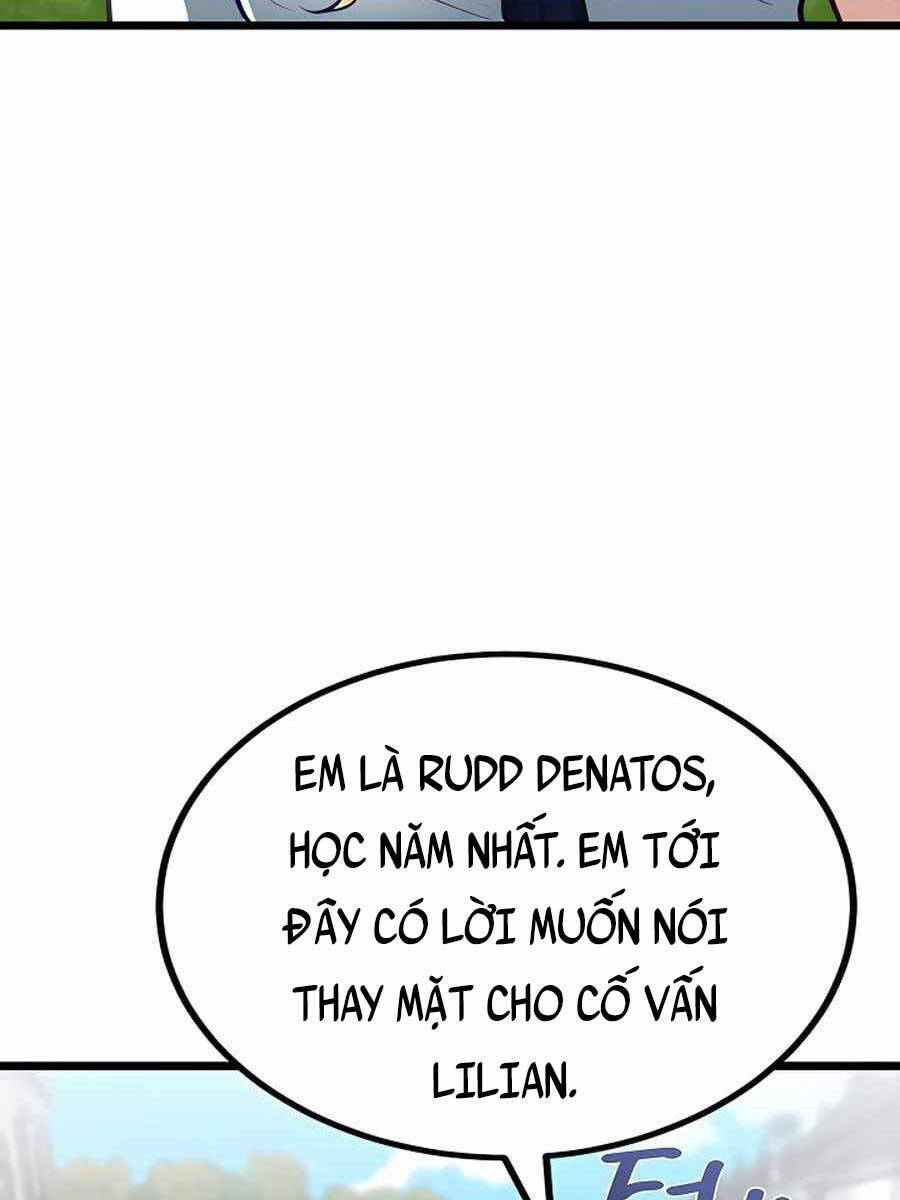 EM LÀ RUDD DENATOS,
HỌC NĂM NHẤT. EM TỚI
ĐÂY CÓ LỜI MUỐN NÓI
THAY MẶT CHO CỐ VẤN
LILIAN.